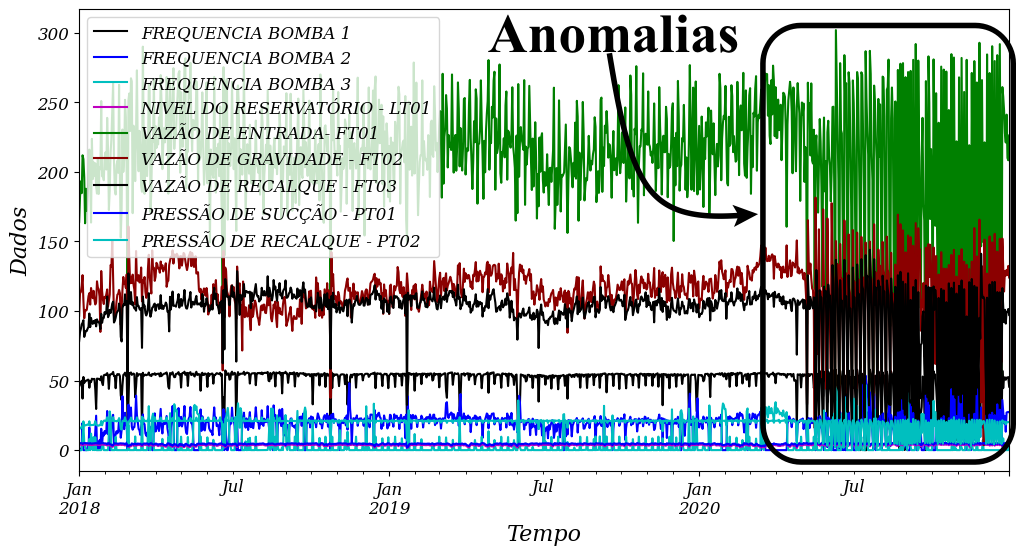 Anomalias
FREQUENCIA BOMBA 1
FREQUENCIA BOMBA 2
FREQUENCIA BOMBA 3
NIVEL DO RESERVATÓRIO - LT01
VAZÃO DE ENTRADA- FT01
VAZÃO DE GRAVIDADE - FT02
VAZÃO DE RECALQUE - FT03
PRESSÃO DE SUCÇÃO - PT01
PRESSÃO DE RECALQUE - PT02
Dados
300
250
200
150
100
50
0
Jan Jul Jan Jul Jan Jul
2018 2019 2020
Tempo